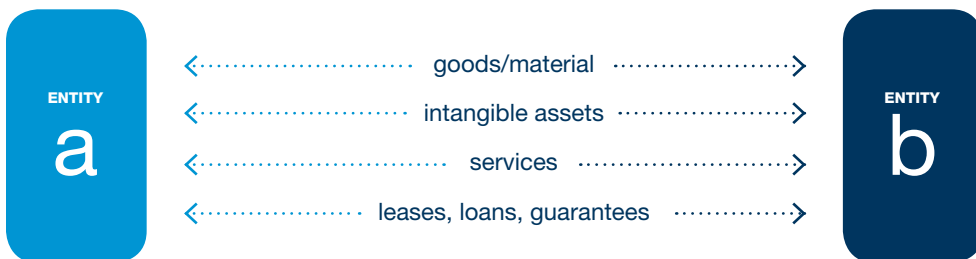 ENTITY
a
goods/material
intangible assets
services
leases, loans, guarantees
ENTITY
b